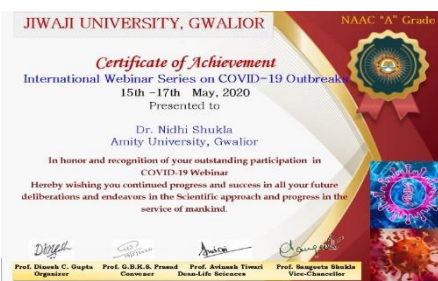 JIWAJI UNIVERSITY, GWALIOR
NAAC "A" Grade
Certificate of Achievement
International Webinar Series on COVID-19 Outbreaks
15th -17th May, 2020
Presented to
Dr. Nidhi Shukla
Amity University, Gwalior
In honor and recognition of your outstanding participation in
COVID-19 Webinar
Hereby wishing you continued progress and success in all your future
deliberations and endeavors in the Scientific approach and progress in the
service of mankind.
Prof. Dinesh C. Gupta Prof. G.B.K.S. Prasad Prof. Avinash Tiwari Prof. Sangeeta Shukla
Organizer Convener Dean-Life Sciences Vice-Chancellor